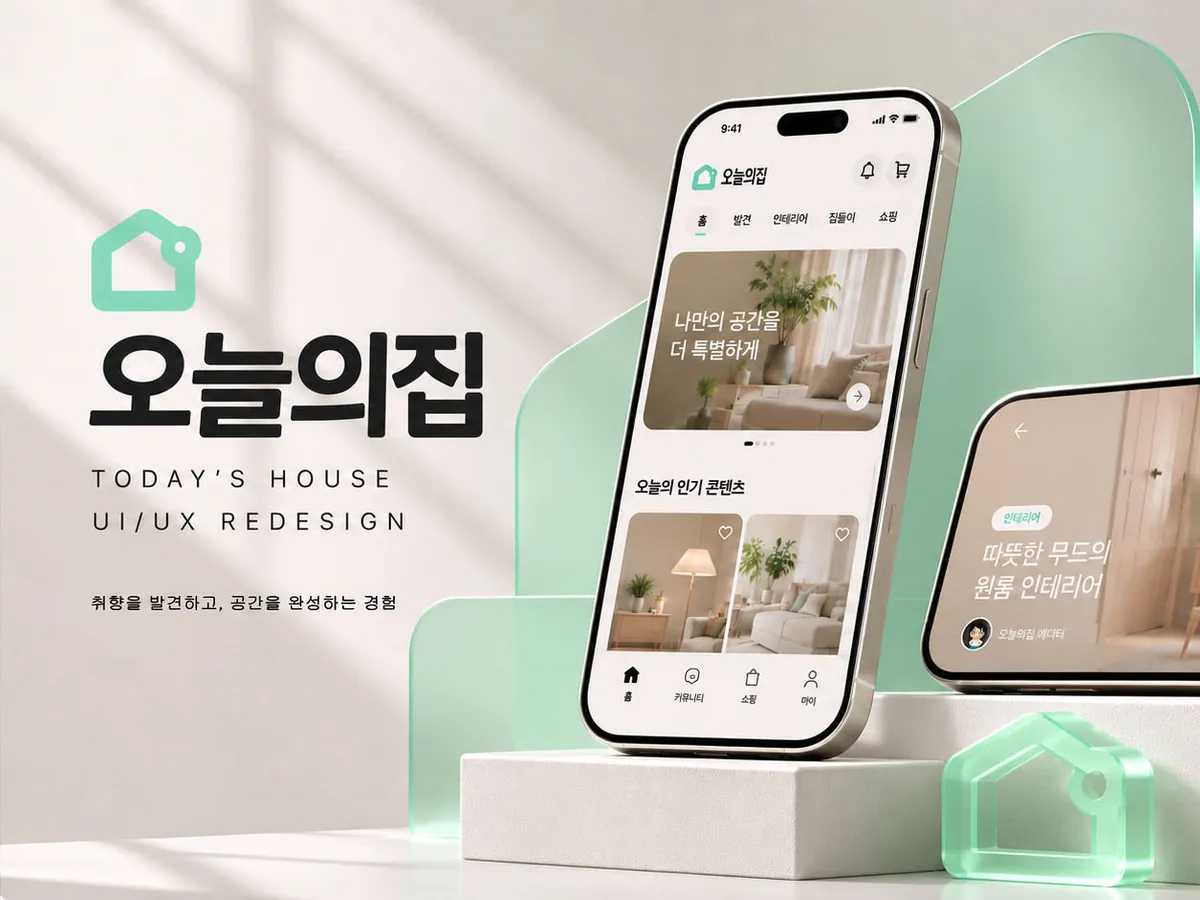 오늘의집
TODAY'S HOUSE
UI/UX REDESIGN
취향을 발견하고, 공간을 완성하는 경험
9:41
오늘의집
홈 발견 인테리어 짐들이 쇼핑
나만의 공간을
더 특별하게
오늘의 인기 콘텐츠
홈 커뮤니티 쇼핑 마이
인테리어
따뜻한 무드의
원룸 인테리어
오늘의집 에디터